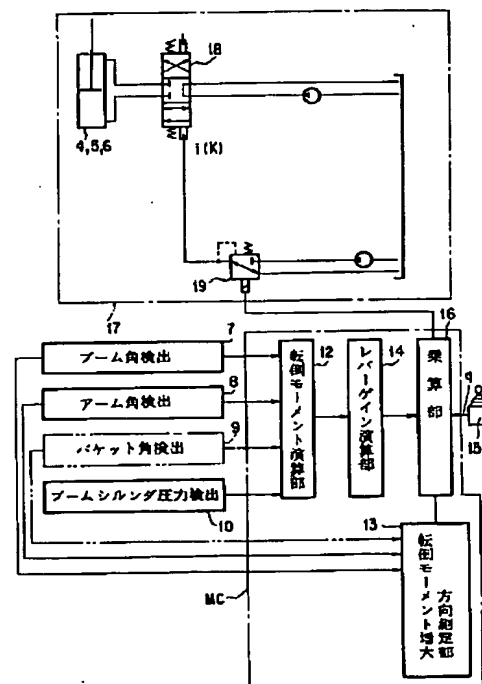 18
4,5,6
i(K)
19
17
7
ブーム角検出
8
アーム角検出
9
バケット角検出
ブームシルンダ圧力検出
10
12
転倒モーメント演算部
14
レバーゲイン演算部
16
乗算部
q
15
13
転倒モーメント増大
方向判定部
MC